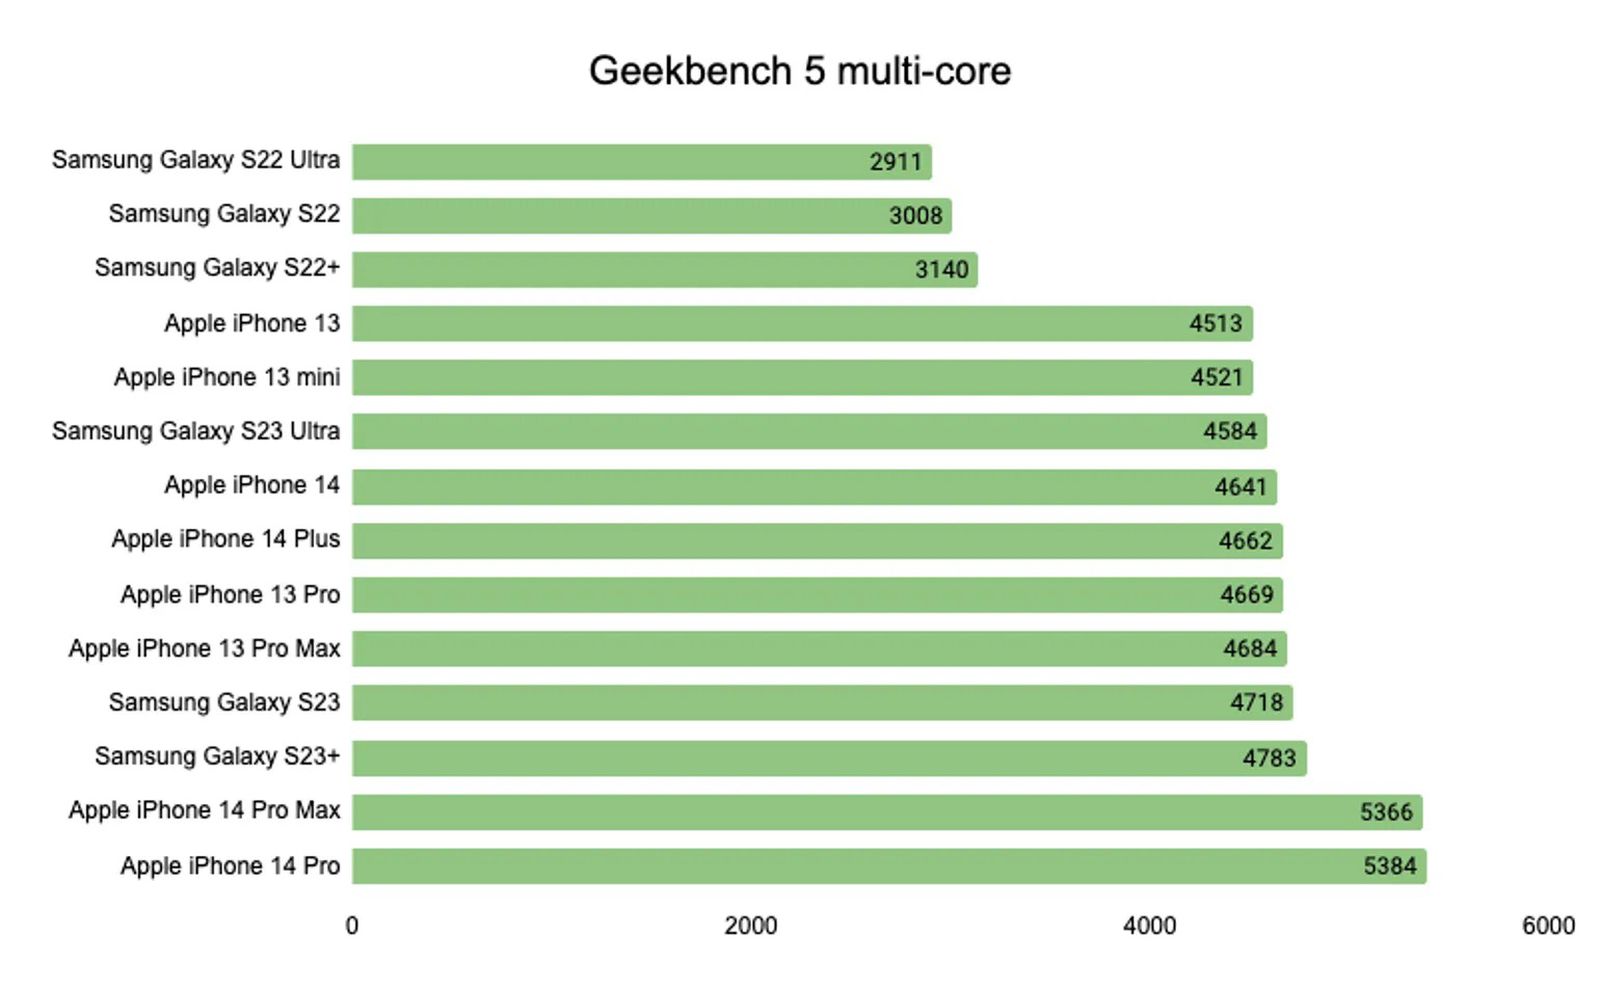 Geekbench 5 multi-core
Samsung Galaxy S22 Ultra 2911
Samsung Galaxy S22 3008
Samsung Galaxy S22+ 3140
Apple iPhone 13 4513
Apple iPhone 13 mini 4521
Samsung Galaxy S23 Ultra 4584
Apple iPhone 14 4641
Apple iPhone 14 Plus 4662
Apple iPhone 13 Pro 4669
Apple iPhone 13 Pro Max 4684
Samsung Galaxy S23 4718
Samsung Galaxy S23+ 4783
Apple iPhone 14 Pro Max 5366
Apple iPhone 14 Pro 5384
0 2000 4000 6000